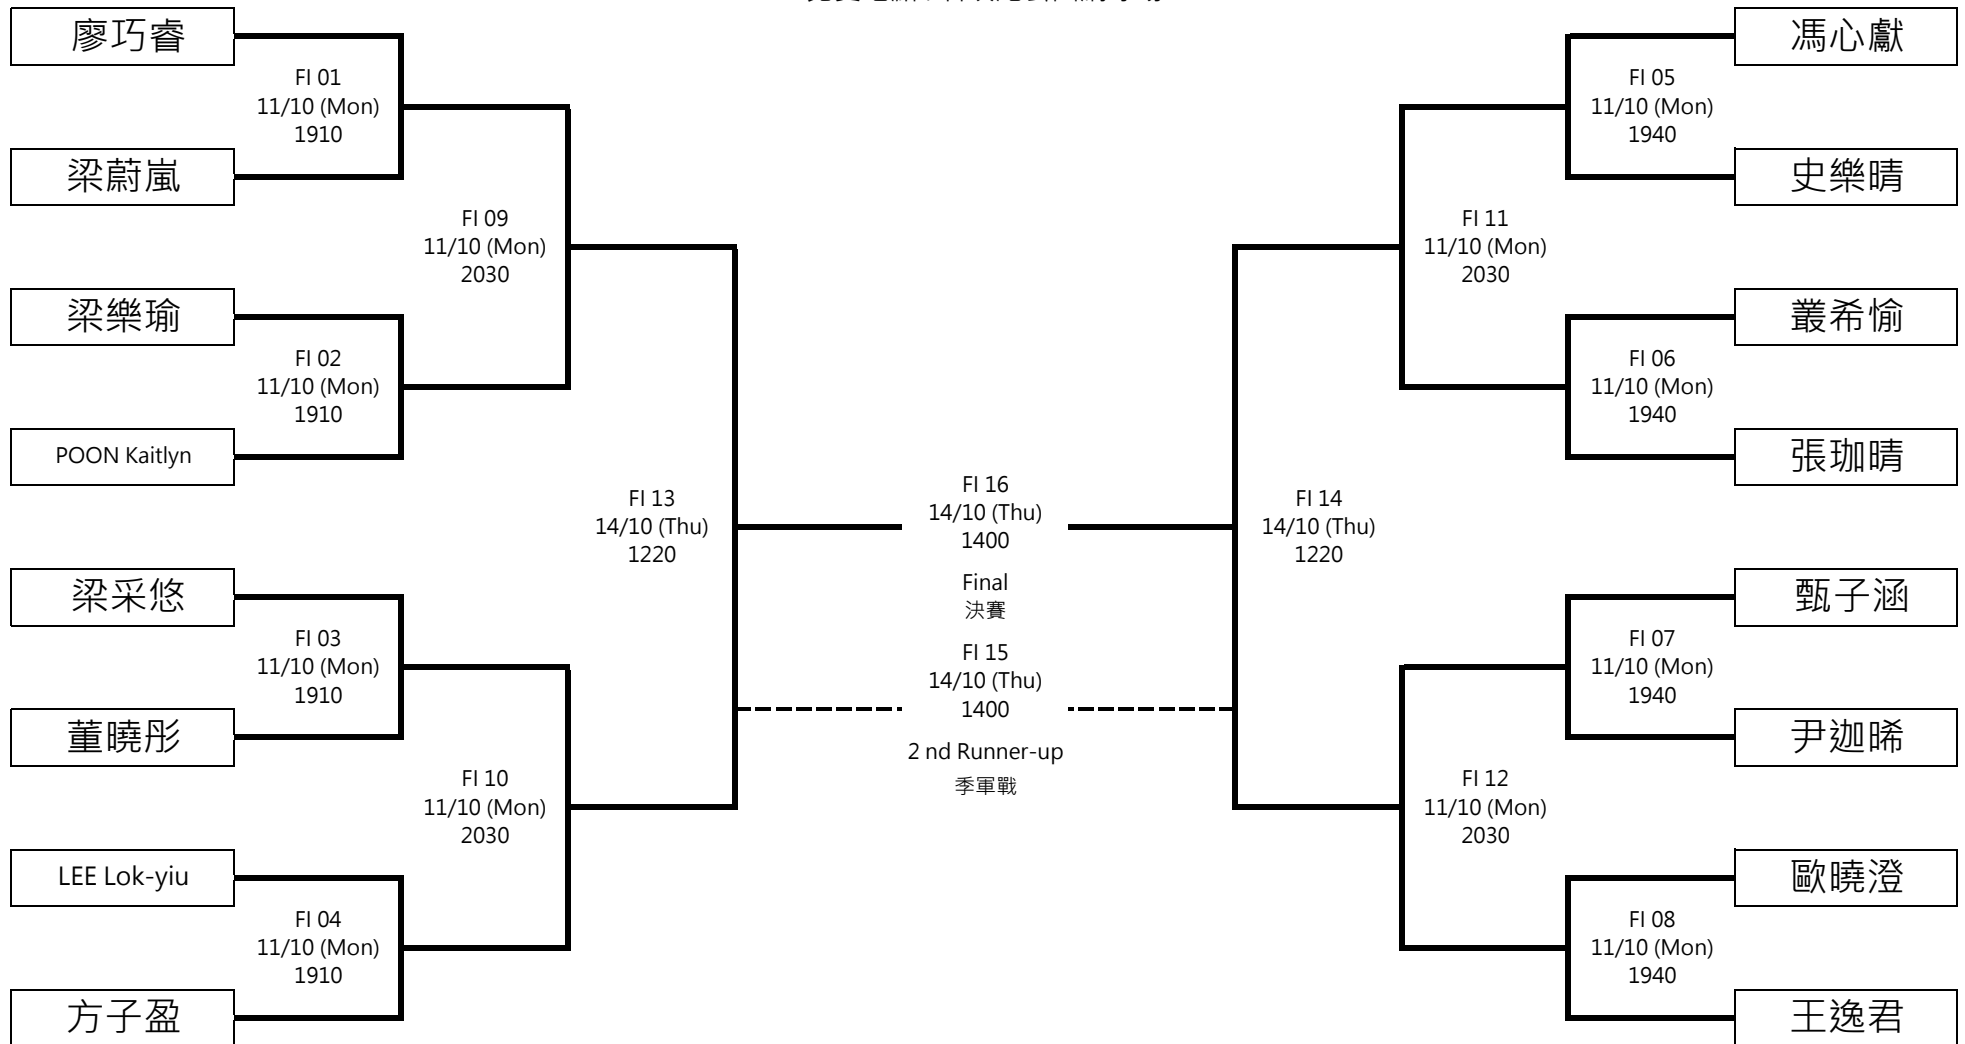 廖巧睿
FI 01
11/10 (Mon)
1910
梁蔚嵐
FI 09
11/10 (Mon)
2030
梁樂瑜
FI 02
11/10 (Mon)
1910
POON Kaitlyn
FI 13
14/10 (Thu)
1220
梁采悠
FI 03
11/10 (Mon)
1910
董曉彤
FI 10
11/10 (Mon)
2030
LEE Lok-yiu
FI 04
11/10 (Mon)
1910
方子盈
FI 16
14/10 (Thu)
1400
Final
決賽
FI 15
14/10 (Thu)
1400
2 nd Runner-up
季軍戰
馮心獻
FI 05
11/10 (Mon)
1940
史樂晴
FI 11
11/10 (Mon)
2030
叢希愉
FI 06
11/10 (Mon)
1940
張珈晴
FI 14
14/10 (Thu)
1220
甄子涵
FI 07
11/10 (Mon)
1940
尹迦晞
FI 12
11/10 (Mon)
2030
歐曉澄
FI 08
11/10 (Mon)
1940
王逸君